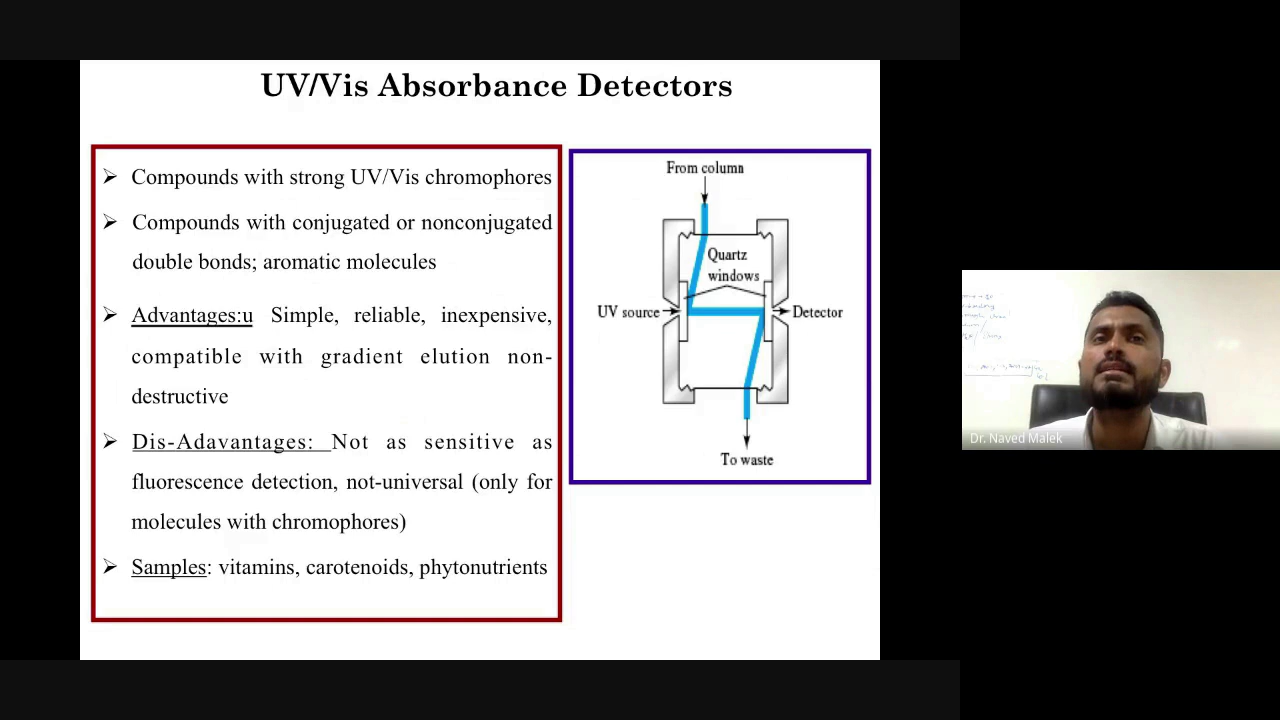 UV/Vis Absorbance Detectors
➢ Compounds with strong UV/Vis chromophores
➢ Compounds with conjugated or nonconjugated
double bonds; aromatic molecules
➢ Advantages:u Simple, reliable, inexpensive,
compatible with gradient elution non-
destructive
➢ Dis-Adavantages: Not as sensitive as
fluorescence detection, not-universal (only for
molecules with chromophores)
➢ Samples: vitamins, carotenoids, phytonutrients
From column
Quartz
windows
UV source
Detector
To waste
Dr. Naved Malek